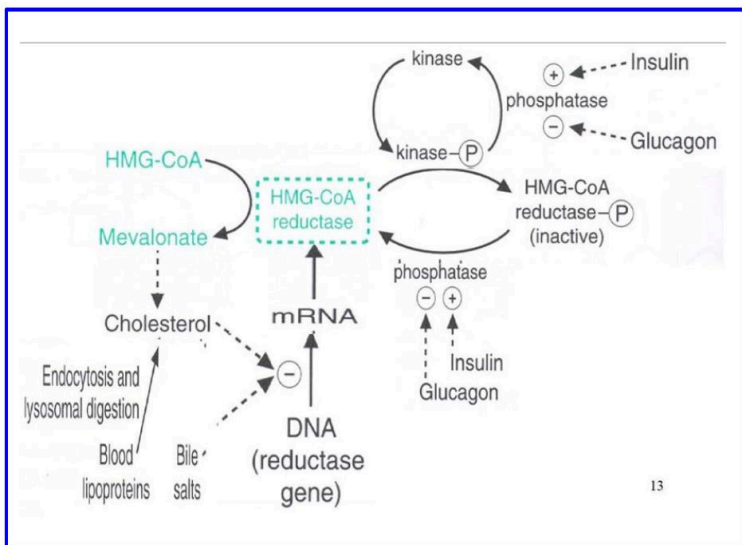 kinase
Insulin
+
phosphatase
−
Glucagon
kinase–P
HMG-CoA
HMG-CoA
reductase
HMG-CoA
reductase–P
(inactive)
Mevalonate
phosphatase
− +
Cholesterol
mRNA
−
Insulin
Glucagon
Endocytosis and
lysosomal digestion
DNA
(reductase
gene)
Blood
lipoproteins
Bile
salts
13